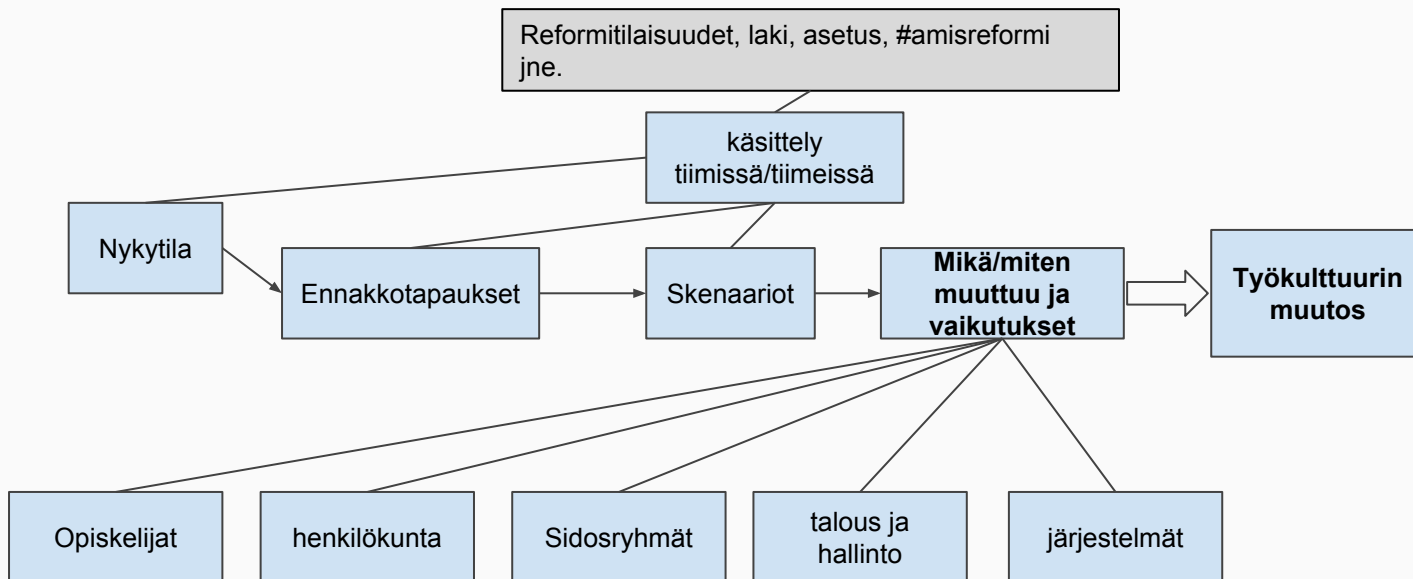 Reformitilaisuudet, laki, asetus, #amisreformi
jne.
käsittely
tiimissä/tiimeissä
Nykytila
Ennakkotapaukset
Skenaariot
Mikä/miten
muuttuu ja
vaikutukset
Työkulttuurin
muutos
Opiskelijat
henkilökunta
Sidosryhmät
talous ja
hallinto
järjestelmät